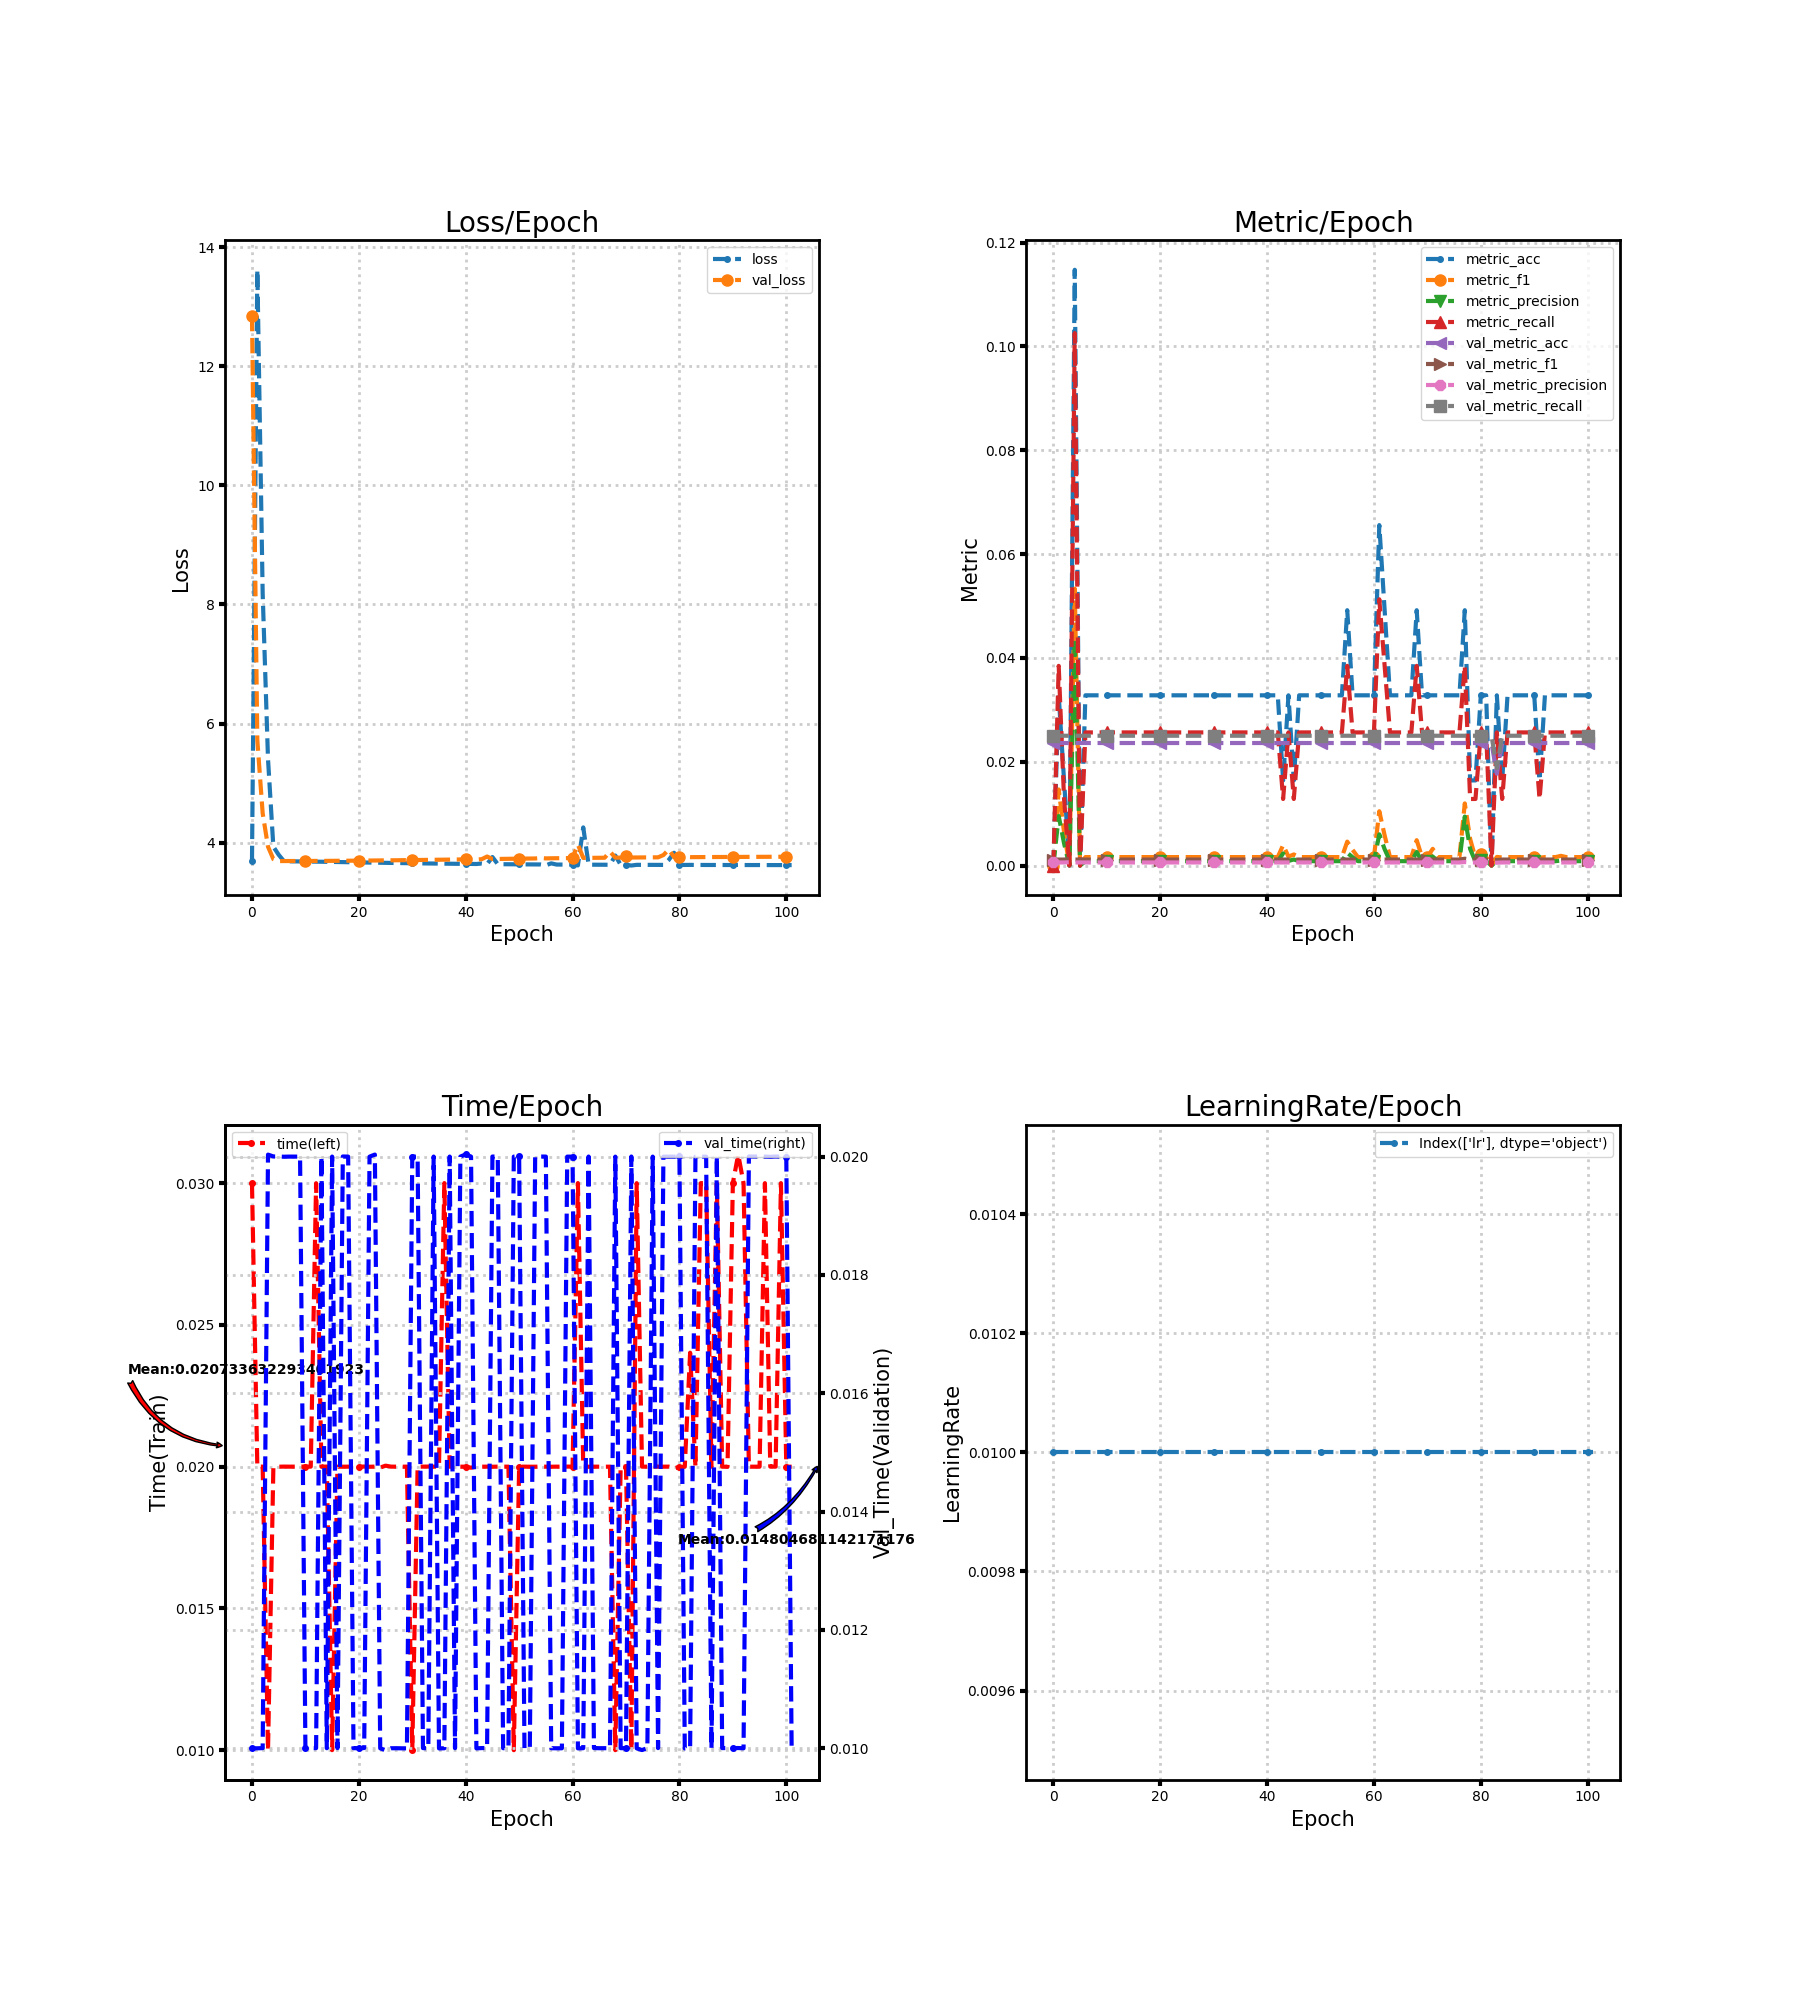 Loss/Epoch
14
12
10
8
6
4
Loss
loss
val_loss
0 20 40 60 80 100
Epoch
Metric/Epoch
0.12
0.10
0.08
0.06
0.04
0.02
0.00
Metric
metric_acc
metric_f1
metric_precision
metric_recall
val_metric_acc
val_metric_f1
val_metric_precision
val_metric_recall
0 20 40 60 80 100
Epoch
Time/Epoch
time(left)
val_time(right)
0.030
0.025
0.020
0.015
0.010
Time(Train)
0.020
0.018
0.016
0.014
0.012
0.010
Val_Time(Validation)
Mean:0.014804681142171176
0 20 40 60 80 100
Epoch
LearningRate/Epoch
Index(['lr'], dtype='object')
0.0104
0.0102
0.0100
0.0098
0.0096
LearningRate
0 20 40 60 80 100
Epoch